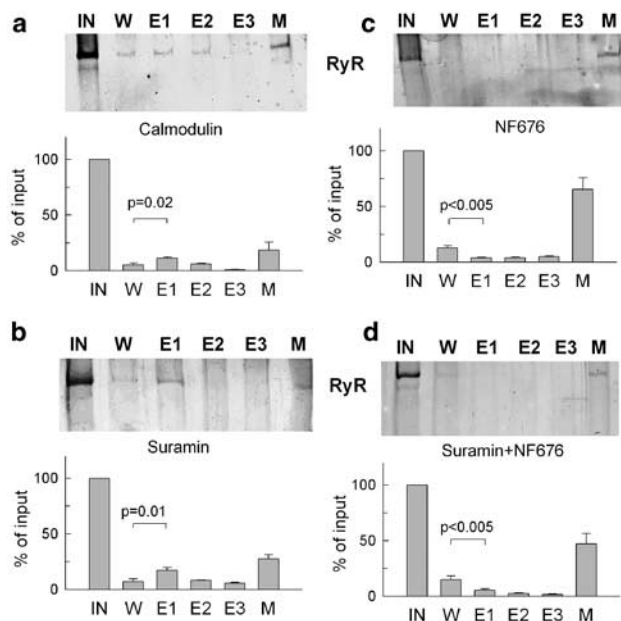 a
IN W E1 E2 E3 M
Calmodulin
% of input
100
50
0
p=0.02
IN W E1 E2 E3 M
b
IN W E1 E2 E3 M
Suramin
% of input
100
50
0
p=0.01
IN W E1 E2 E3 M
c
IN W E1 E2 E3 M
RyR
NF676
% of input
100
50
0
p<0.005
IN W E1 E2 E3 M
d
IN W E1 E2 E3 M
RyR
Suramin+NF676
% of input
100
50
0
p<0.005
IN W E1 E2 E3 M